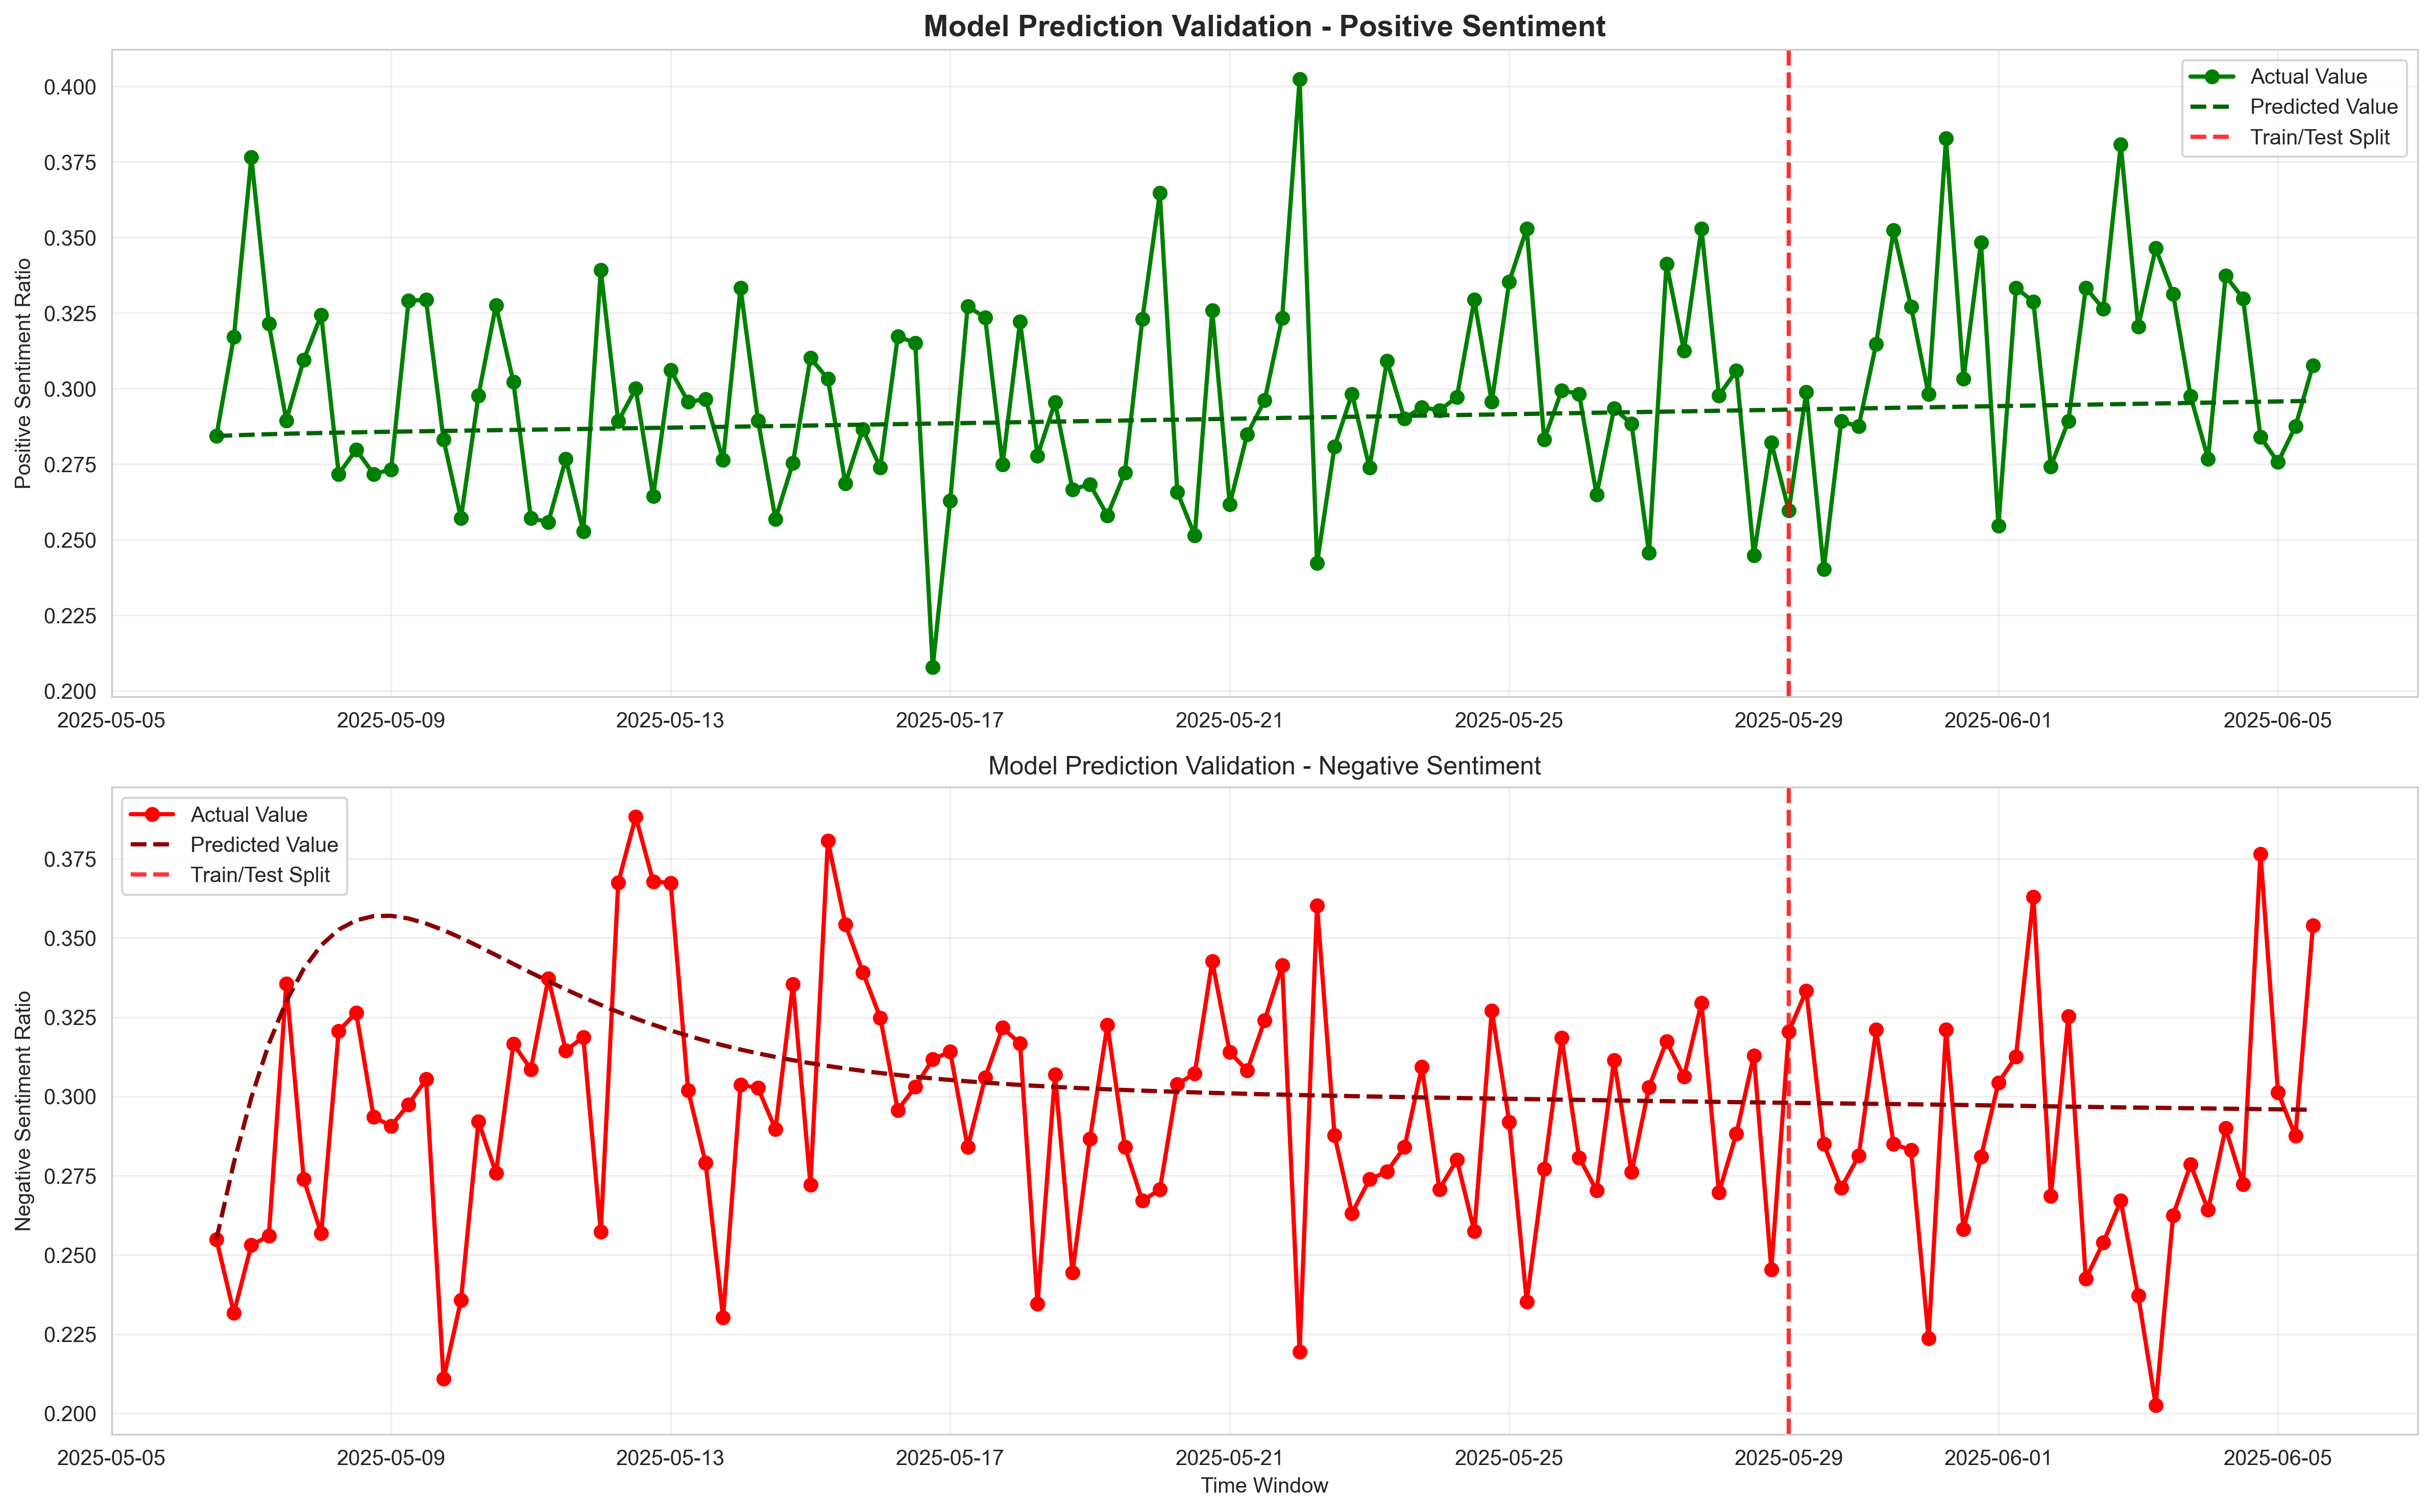 Model Prediction Validation - Positive Sentiment
Positive Sentiment Ratio
0.400
0.375
0.350
0.325
0.300
0.275
0.250
0.225
0.200
Actual Value
Predicted Value
Train/Test Split
2025-05-05 2025-05-09 2025-05-13 2025-05-17 2025-05-21 2025-05-25 2025-05-29 2025-06-01 2025-06-05
Model Prediction Validation - Negative Sentiment
Negative Sentiment Ratio
Actual Value
Predicted Value
Train/Test Split
0.375
0.350
0.325
0.300
0.275
0.250
0.225
0.200
2025-05-05 2025-05-09 2025-05-13 2025-05-17 2025-05-21 2025-05-25 2025-05-29 2025-06-01 2025-06-05
Time Window